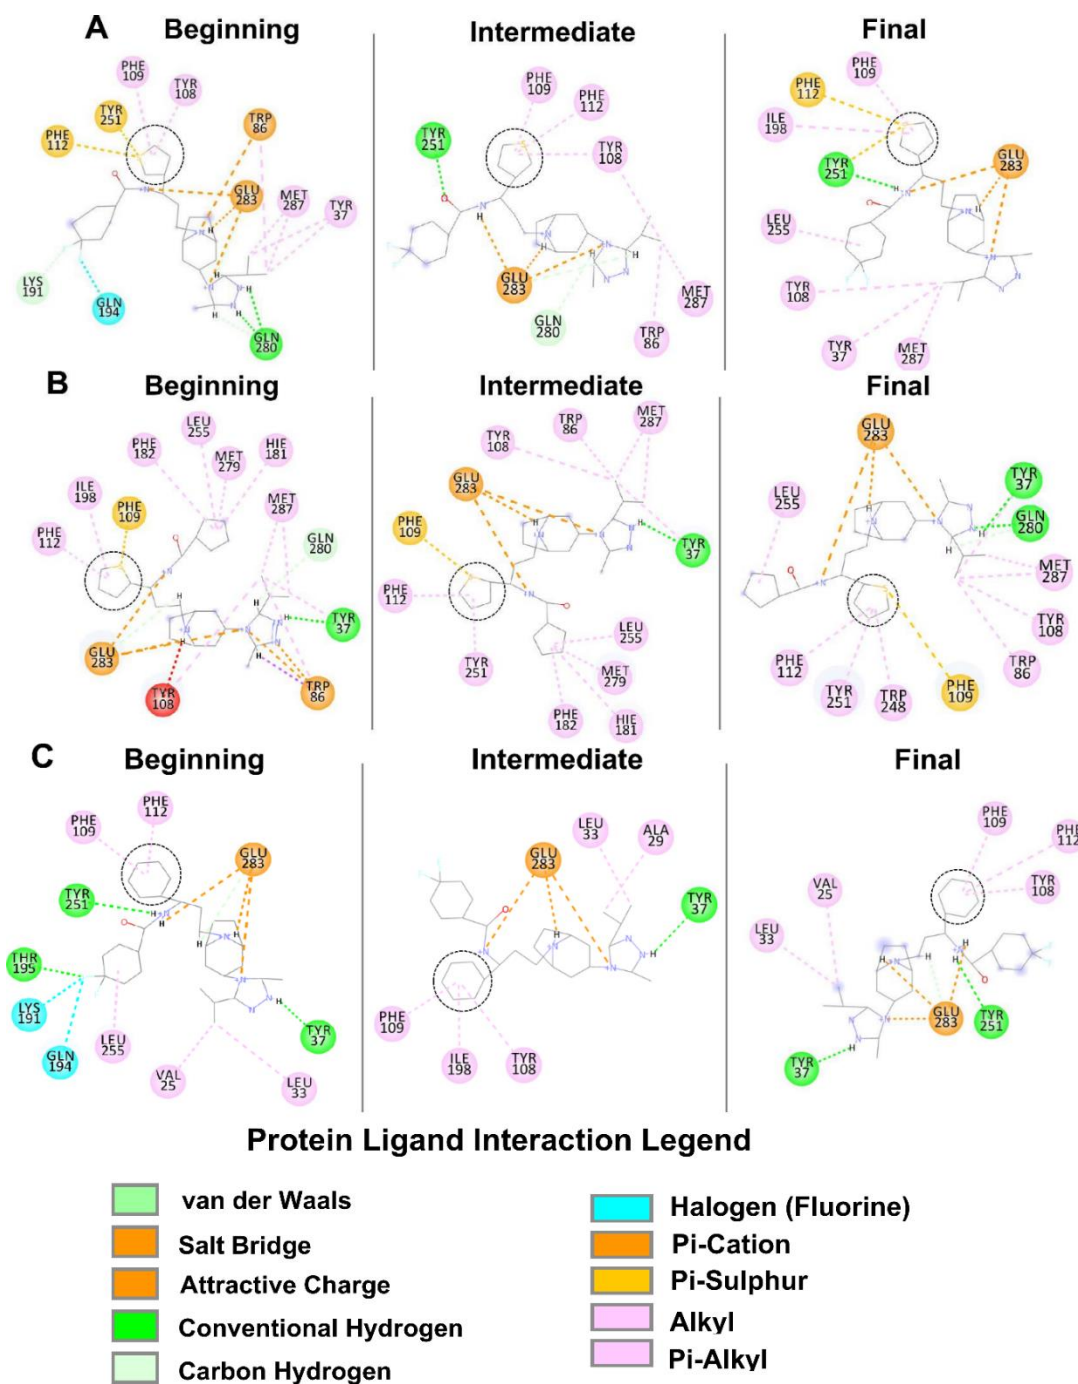 A Beginning Intermediate Final
PHE
109
TYR
108
TYR
251
PHE
112
TRP
86
GLU
283
MET
287
TYR
37
LYS
191
GLN
194
GLN
280
TYR
251
PHE
109
PHE
112
TYR
108
GLU
283
GLN
280
MET
287
TRP
86
PHE
109
PHE
112
ILE
198
TYR
251
GLU
283
LEU
255
TYR
108
TYR
37
MET
287
B Beginning Intermediate Final
LEU
255
PHE
182
MET
279
HIE
181
ILE
198
PHE
109
MET
287
PHE
112
GLN
280
TYR
37
GLU
283
TYR
108
TRP
86
MET
287
TRP
86
TYR
108
GLU
283
PHE
109
TYR
37
PHE
112
LEU
255
TYR
251
MET
279
PHE
182
HIE
181
GLU
283
TYR
37
LEU
255
GLN
280
MET
287
TYR
108
PHE
112
TYR
251
TRP
248
PHE
109
TRP
86
C Beginning Intermediate Final
PHE
112
PHE
109
GLU
283
TYR
251
THR
195
LYS
191
GLN
194
LEU
255
VAL
25
LEU
33
TYR
37
LEU
33
ALA
29
GLU
283
TYR
37
PHE
109
ILE
198
TYR
108
PHE
109
PHE
112
TYR
108
VAL
25
LEU
33
GLU
283
TYR
251
TYR
37
Protein Ligand Interaction Legend
van der Waals
Salt Bridge
Attractive Charge
Conventional Hydrogen
Carbon Hydrogen
Halogen (Fluorine)
Pi-Cation
Pi-Sulphur
Alkyl
Pi-Alkyl